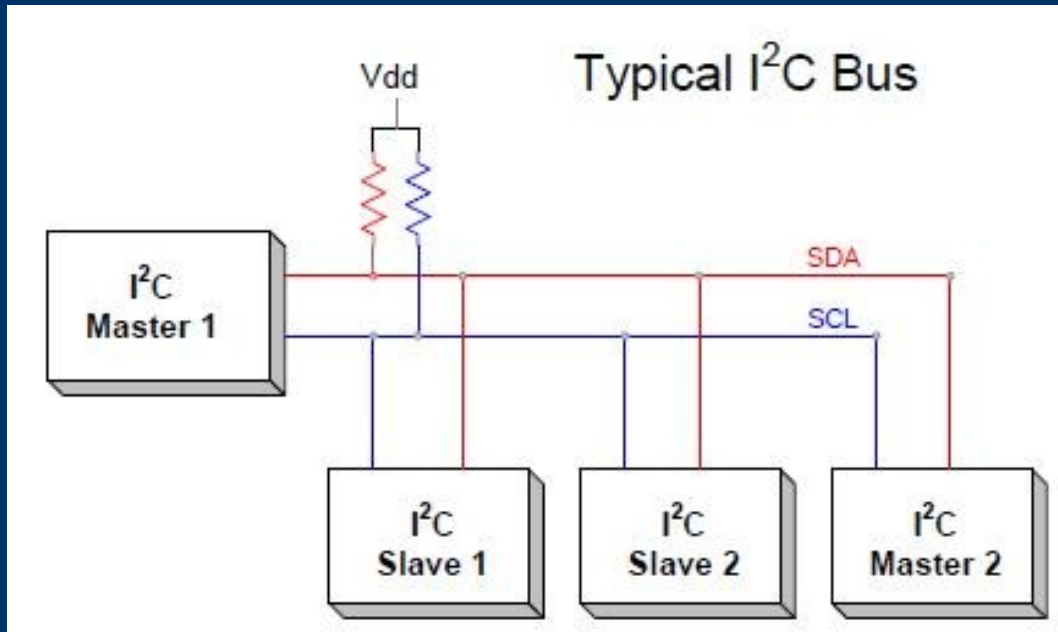 Typical I²C Bus
Vdd
SDA
SCL
I²C
Master 1
I²C
Slave 1
I²C
Slave 2
I²C
Master 2